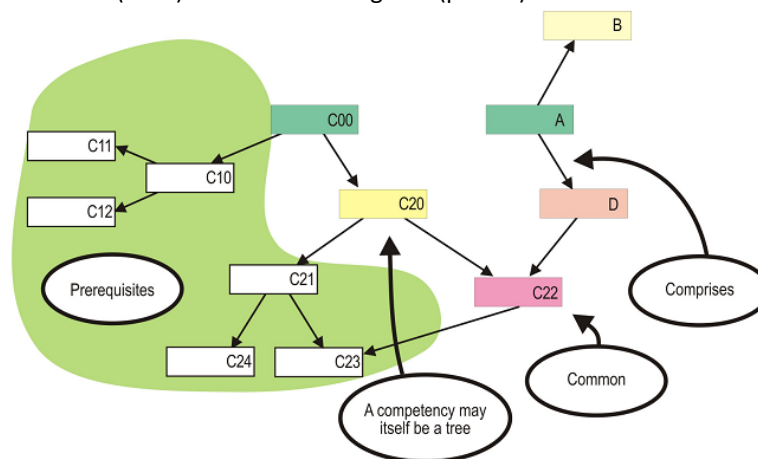 B
C00
A
C11
C10
C12
C20
D
Prerequisites
C21
C22
Comprises
C24
C23
Common
A competency may
itself be a tree